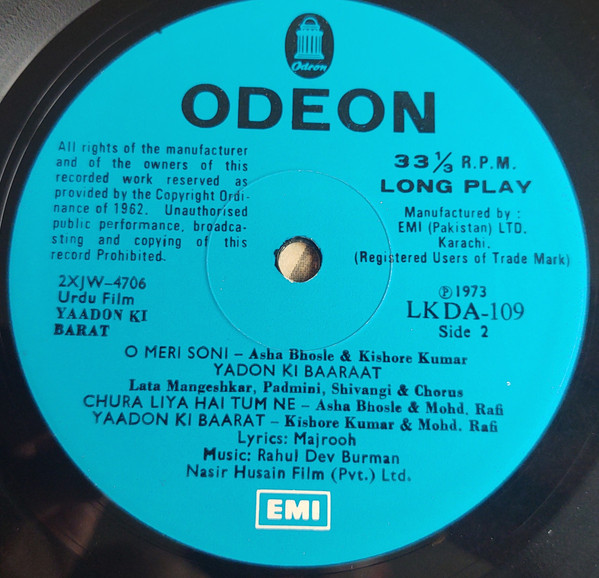 Odeon
ODEON
All rights of the manufacturer
and of the owners of this
recorded work reserved as
provided by the Copyright Ordi-
nance of 1962. Unauthorised
public performance, broadca-
sting and copying of this
record Prohibited.
33 1/3 R.P.M.
LONG PLAY
Manufactured by :
EMI (Pakistan) LTD.
Karachi.
(Registered Users of Trade Mark)
2XJW-4706
Urdu Film
YAADON KI
BARAT
℗ 1973
LKDA-109
Side 2
O MERI SONI – Asha Bhosle & Kishore Kumar
YADON KI BAARAAT
Lata Mangeshkar, Padmini, Shivangi & Chorus
CHURA LIYA HAI TUM NE – Asha Bhosle & Mohd. Rafi
YAADON KI BAARAT – Kishore Kumar & Mohd. Rafi
Lyrics: Majrooh
Music: Rahul Dev Burman
Nasir Husain Film (Pvt.) Ltd.
EMI